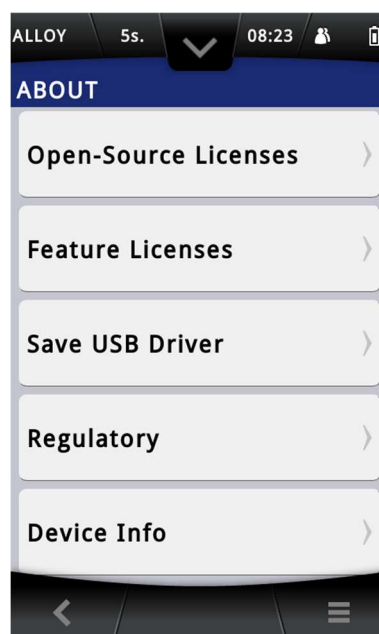 ALLOY 5s. 08:23
ABOUT
Open-Source Licenses
Feature Licenses
Save USB Driver
Regulatory
Device Info